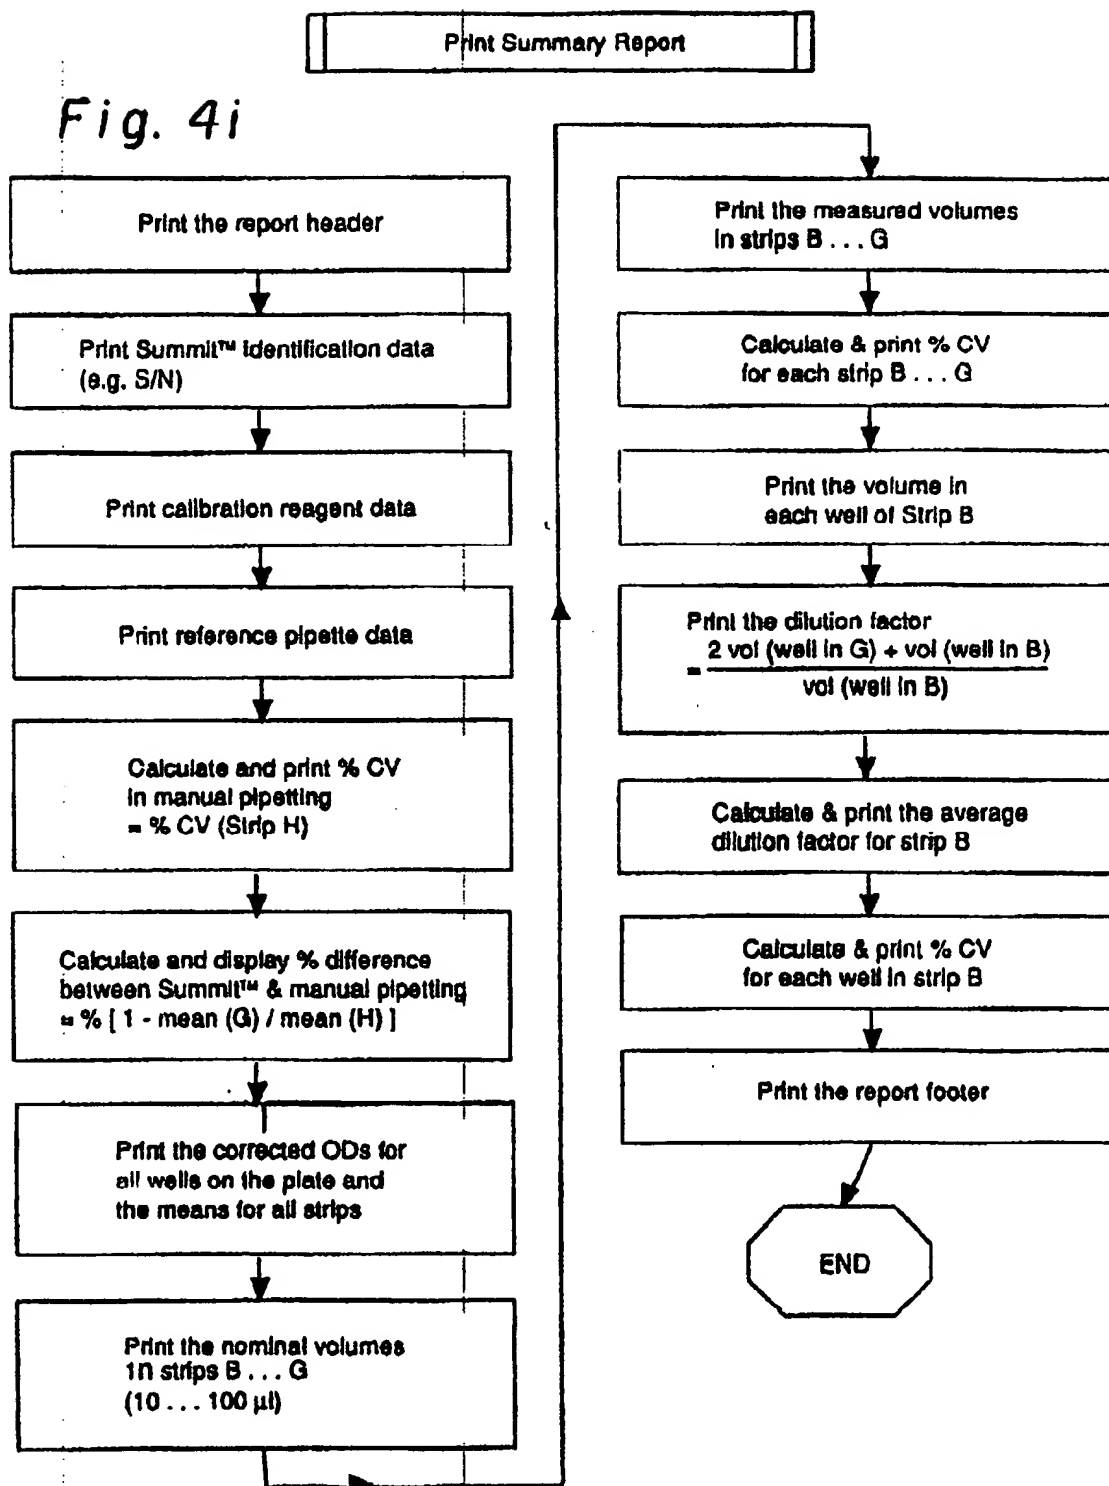 Print Summary Report
Fig. 4i
Print the report header
Print Summit™ identification data
(e.g. S/N)
Print calibration reagent data
Print reference pipette data
Calculate and print % CV
in manual pipetting
= % CV (Strip H)
Calculate and display % difference
between Summit™ & manual pipetting
= % [ 1 - mean (G) / mean (H) ]
Print the corrected ODs for
all wells on the plate and
the means for all strips
Print the nominal volumes
in strips B . . . G
(10 . . . 100 µl)
Print the measured volumes
in strips B . . . G
Calculate & print % CV
for each strip B . . . G
Print the volume in
each well of Strip B
Print the dilution factor
= 2 vol (well in G) + vol (well in B)
vol (well in B)
Calculate & print the average
dilution factor for strip B
Calculate & print % CV
for each well in strip B
Print the report footer
END